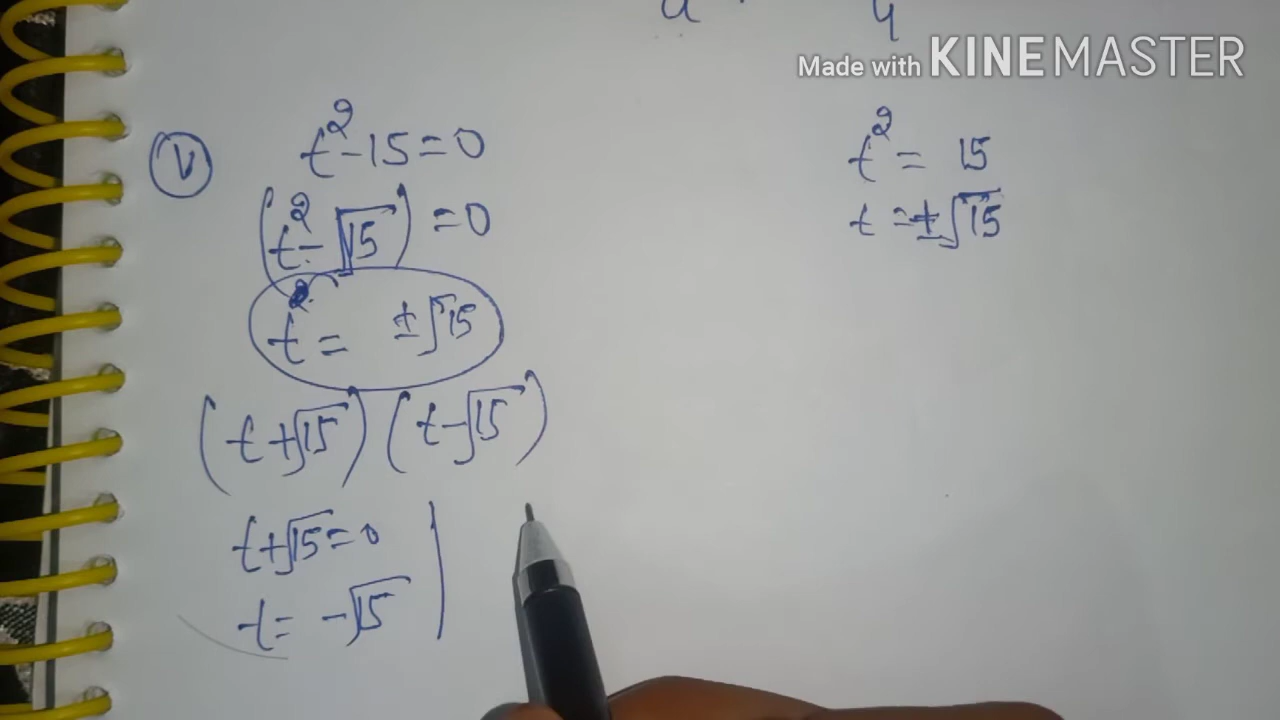 Made with KINEMASTER
V
t² - 15 = 0
(t² - √15) = 0
t = ±√15
(t + √15) (t - √15)
t + √15 = 0
t = -√15
t² = 15
t = ±√15